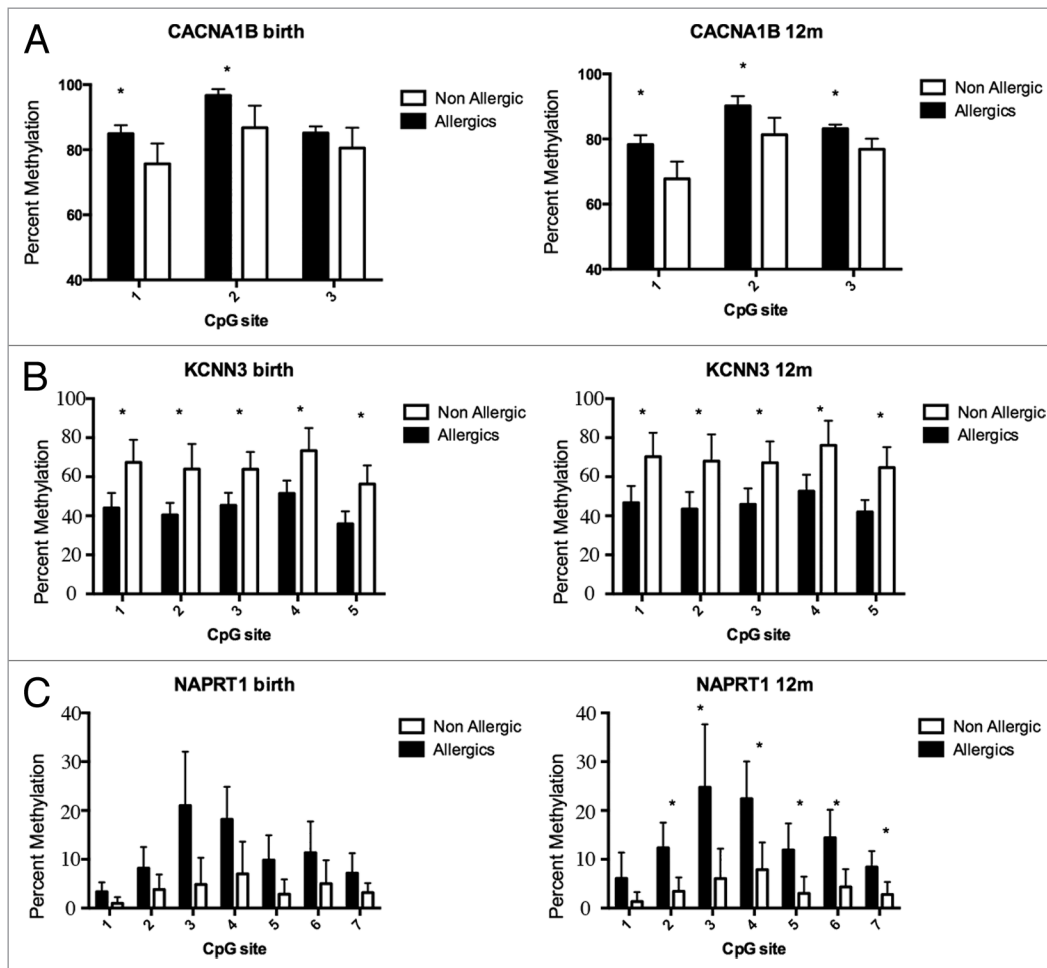 A
CACNA1B birth
*
*
100
80
60
40
Percent Methylation
1
2
3
CpG site
Non Allergic
Allergics
CACNA1B 12m
*
*
*
100
80
60
40
Percent Methylation
1
2
3
CpG site
Non Allergic
Allergics
B
KCNN3 birth
100
80
60
40
20
0
Percent Methylation
* * * * *
1 2 3 4 5
CpG site
Non Allergic
Allergics
KCNN3 12m
100
80
60
40
20
0
Percent Methylation
* * * * *
1 2 3 4 5
CpG site
Non Allergic
Allergics
C
NAPRT1 birth
40
30
20
10
0
Percent Methylation
1 2 3 4 5 6 7
CpG site
Non Allergic
Allergics
NAPRT1 12m
40
30
20
10
0
Percent Methylation
* * * * * *
1 2 3 4 5 6 7
CpG site
Non Allergic
Allergics